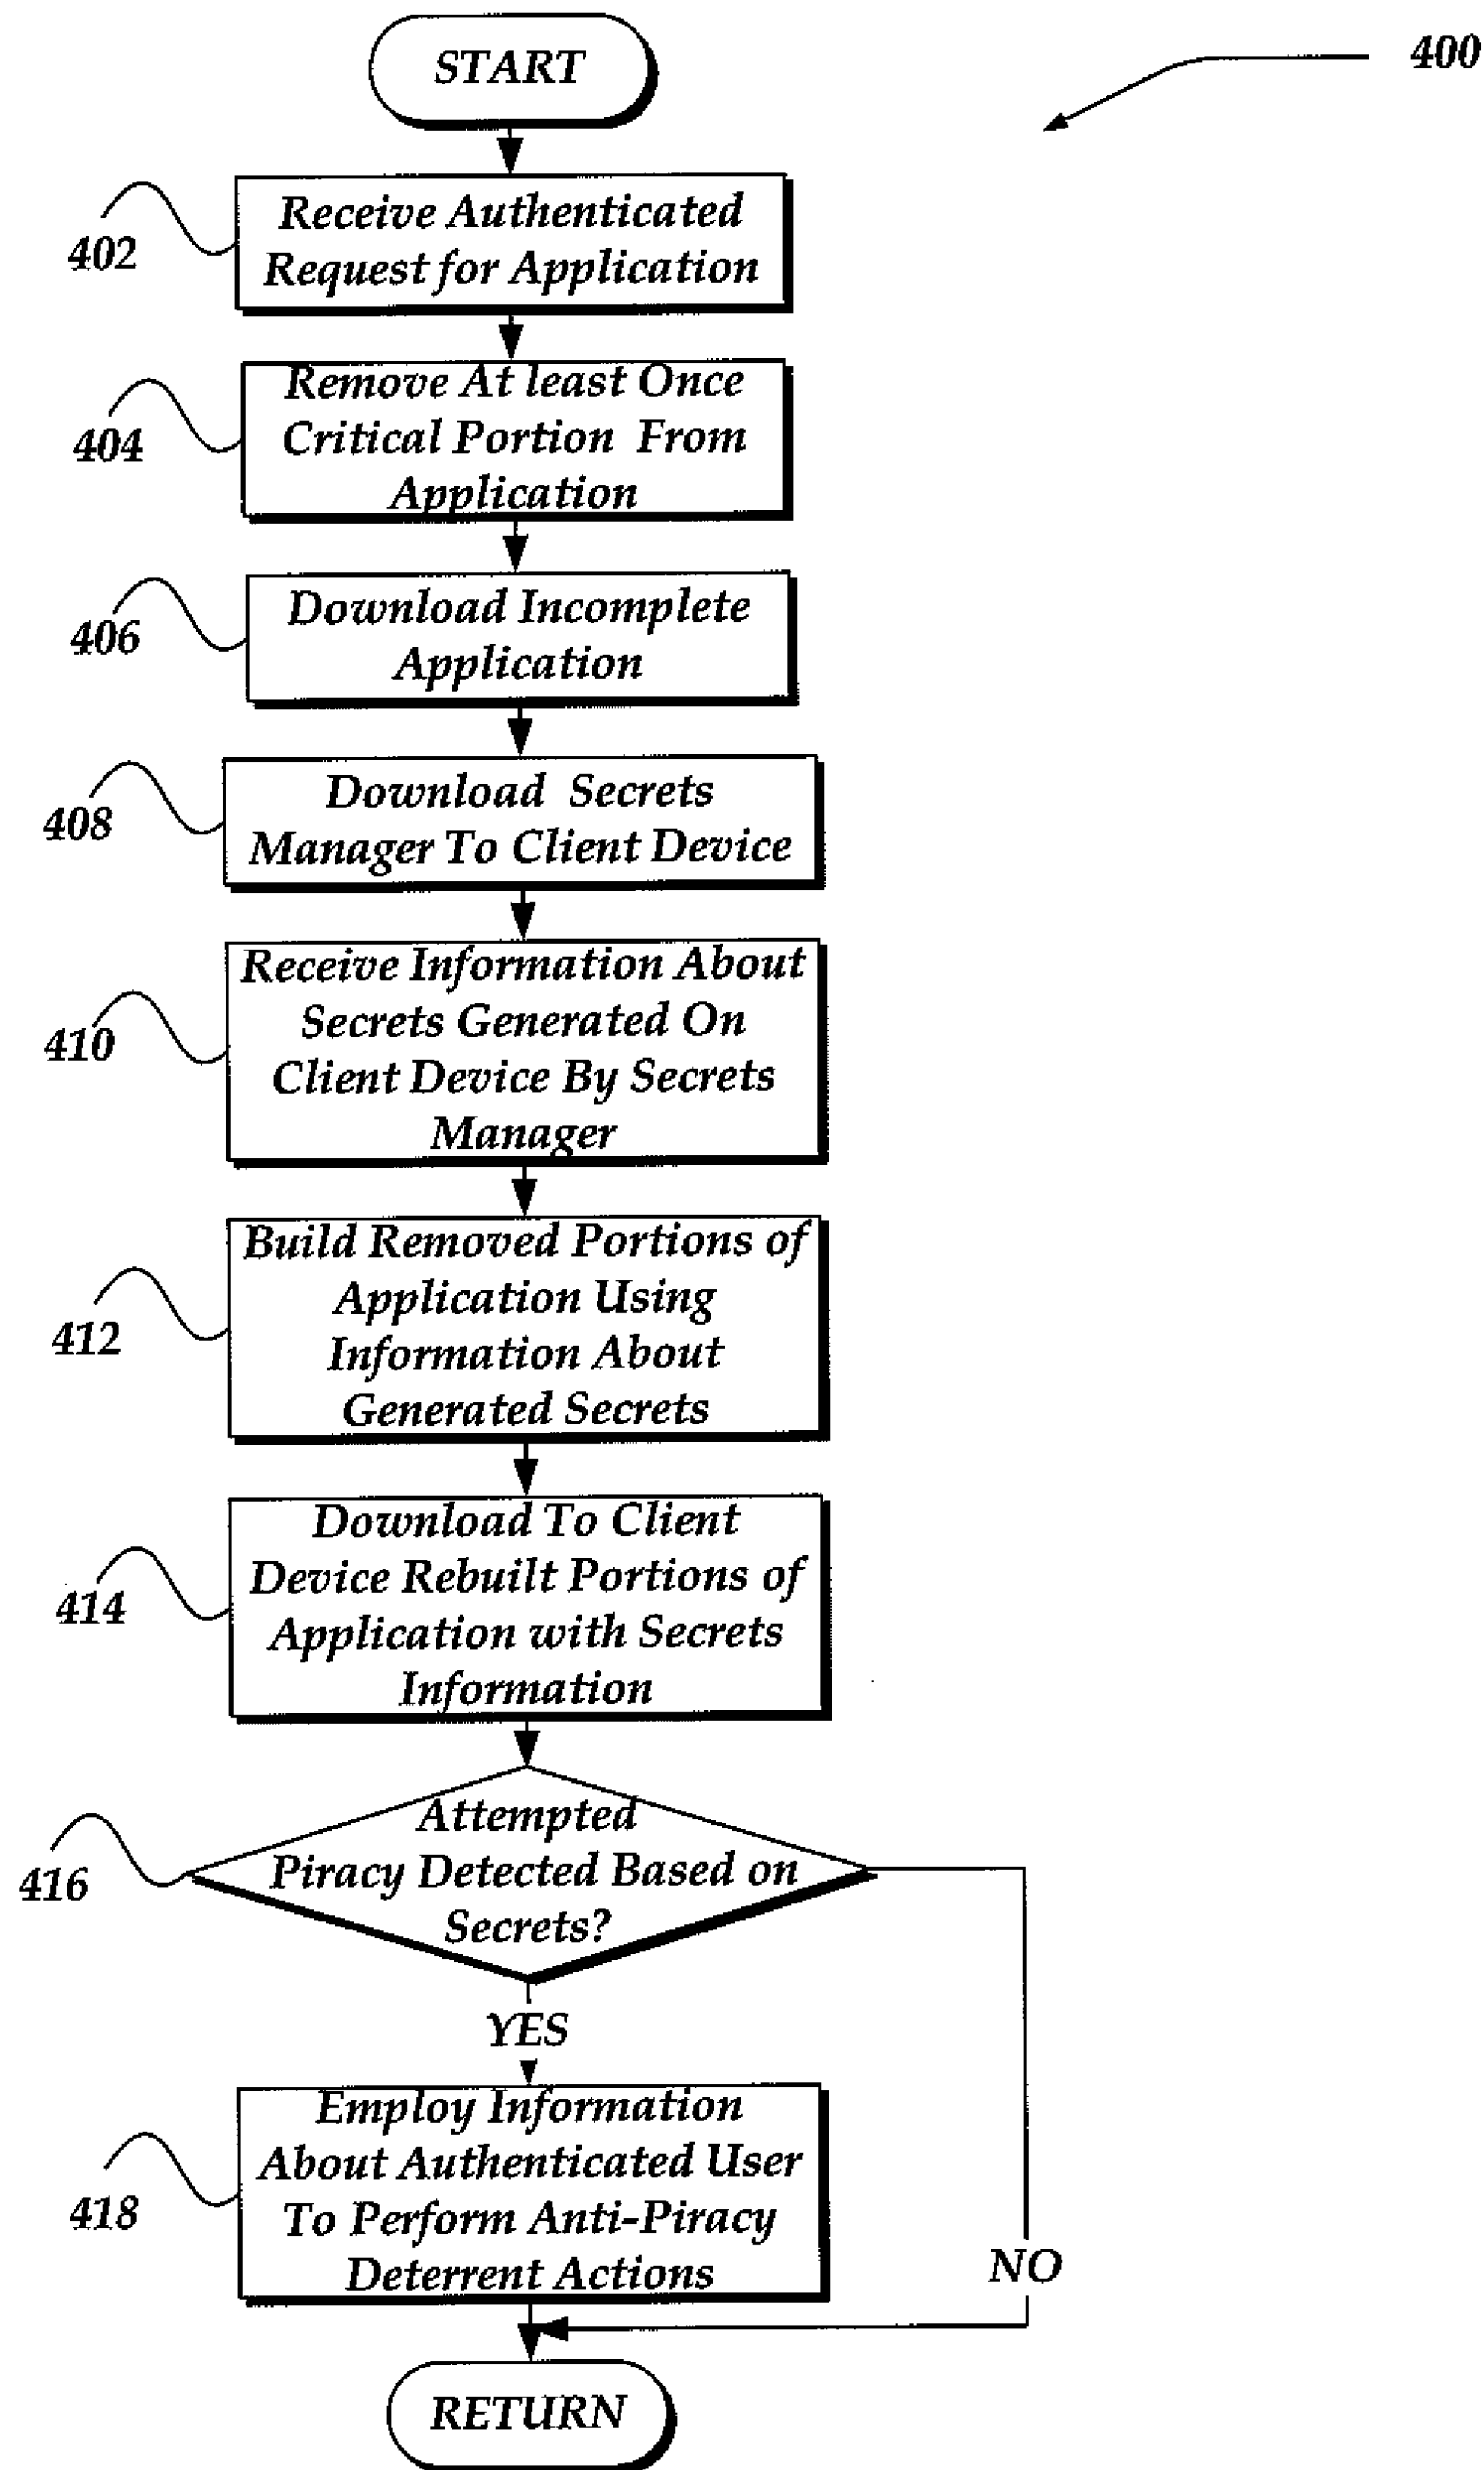 START
400
402
Receive Authenticated
Request for Application
404
Remove At least Once
Critical Portion From
Application
406
Download Incomplete
Application
408
Download Secrets
Manager To Client Device
410
Receive Information About
Secrets Generated On
Client Device By Secrets
Manager
412
Build Removed Portions of
Application Using
Information About
Generated Secrets
414
Download To Client
Device Rebuilt Portions of
Application with Secrets
Information
416
Attempted
Piracy Detected Based on
Secrets?
YES
418
Employ Information
About Authenticated User
To Perform Anti-Piracy
Deterrent Actions
NO
RETURN